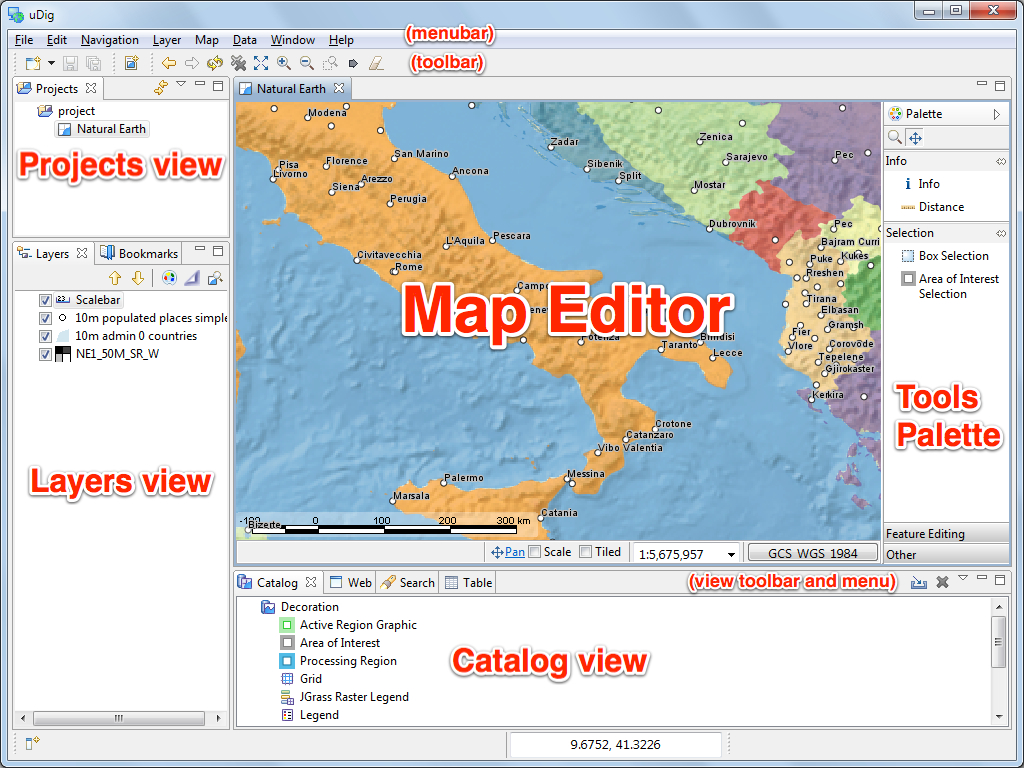 uDig
File Edit Navigation Layer Map Data Window Help
(menubar)
(toolbar)
Projects
project
Natural Earth
Projects view
Layers
Bookmarks
Scalebar
10m populated places simple
10m admin 0 countries
NE1_50M_SR_W
Layers view
Natural Earth
Modena
Zadar
Zenica
Sarajevo
Pec
San Marino
Florence
Pisa
Livorno
Sibenik
Split
Ancona
Arezzo
Siena
Mostar
Perugia
Dubrovnik
Pec
Pescara
L'Aquila
Bajram Curri
Civitavecchia
Rome
Puke
Kukës
Rreshen
Campo
Tirana
Elbasan
Map Editor
Potenza
Brindisi
Taranto
Lecce
Fier
Gramsh
Vlore
Corovode
Tepelene
Gjirokaster
Kerkira
Crotone
Catanzaro
Vibo Valentia
Messina
Palermo
Marsala
Catania
Bizerte
-100 0 100 200 300 km
Pan Scale Tiled 1:5,675,957 GCS_WGS_1984
Palette
Info
Info
Distance
Selection
Box Selection
Area of Interest
Selection
Tools
Palette
Feature Editing
Other
Catalog
Web
Search
Table
(view toolbar and menu)
Decoration
Active Region Graphic
Area of Interest
Processing Region
Grid
JGrass Raster Legend
Legend
Catalog view
9.6752, 41.3226